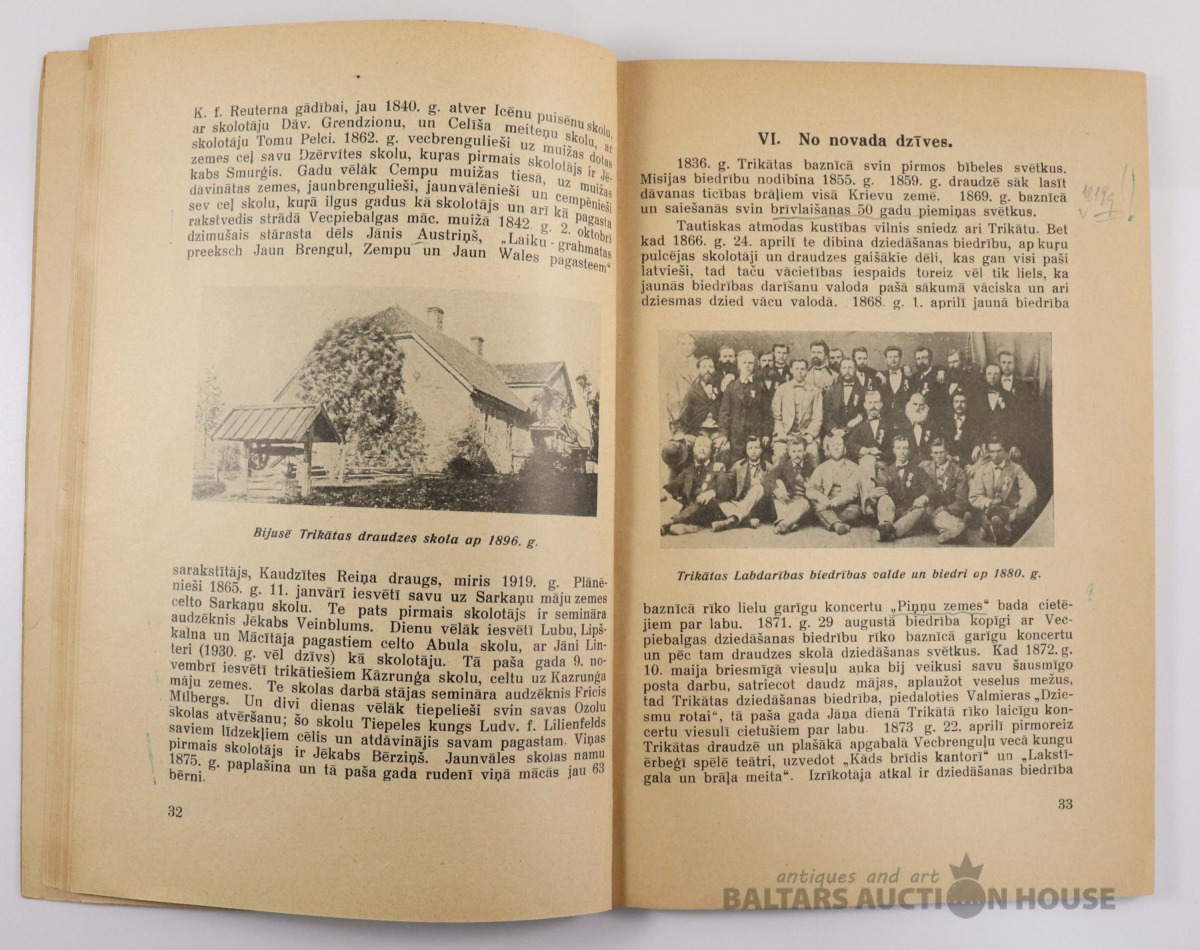 K. f. Reuterna gādībai, jau 1840. g. atver Icēnu puisēnu skolu,
ar skolotāju Dāv. Grendzionu, un Celīša meiteņu skolu, ar
skolotāju Tomu Pelci. 1862. g. vecbrengulieši uz muižas dotas
zemes ceļ savu Dzērvītes skolu, kuŗas pirmais skolotājs ir Jē-
kabs Smurģis. Gadu vēlāk Cempu muižas tiesā, uz muižas
dāvinātas zemes, jaunbrengulieši, jaunvālēnieši un cempēnieši
sev ceļ skolu, kuŗā ilgus gadus kā skolotājs un arī kā pagasta
rakstvedis strādā Vecpiebalgas māc. muižā 1842. g. 2. oktobrī
dzimušais stārasta dēls Jānis Austriņš, „Laiku-grahmatas
preeksch Jaun Brengul, Zempu un Jaun Wales pagasteem“
Bijusē Trikātas draudzes skola ap 1896. g.
sarakstītājs, Kaudzītes Reiņa draugs, miris 1919. g. Plānē-
nieši 1865. g. 11. janvārī iesvētī savu uz Sarkaņu māju zemes
celto Sarkaņu skolu. Te pats pirmais skolotājs ir semināra
audzēknis Jēkabs Veinblums. Dienu vēlāk iesvētī Lubu, Lipš-
kalna un Mācītāja pagastiem celto Abula skolu, ar Jāni Lin-
teri (1930. g. vēl dzīvs) kā skolotāju. Tā paša gada 9. no-
vembrī iesvētī trikātiešiem Kāzrunģa skolu, celtu uz Kazrunģa
māju zemes. Te skolas darbā stājas semināra audzēknis Fricis
Milbergs. Un divi dienas vēlāk tiepelieši svin savas Ozolu
skolas atvēršanu; šo skolu Tiepeles kungs Ludv. f. Lilienfelds
saviem līdzekļiem cēlis un atdāvinājis savam pagastam. Viņas
pirmais skolotājs ir Jēkabs Bērziņš. Jaunvāles skolas namu
1875. g. paplašina un tā paša gada rudenī viņā mācās jau 63
bērni.
32
VI. No novada dzīves.
1836. g. Trikātas baznīcā svin pirmos bībeles svētkus.
Misijas biedrību nodibina 1855. g. 1859. g. draudzē sāk lasīt
dāvanas ticības brāļiem visā Krievu zemē. 1869. g. baznīcā
un saiešanās svin brīvlaišanas 50 gadu piemiņas svētkus.
1819g !
Tautiskas atmodas kustības vilnis sniedz ari Trikātu. Bet
kad 1866. g. 24. aprilī te dibina dziedāšanas biedrību, ap kuŗu
pulcējas skolotāji un draudzes gaišākie dēli, kas gan visi paši
latvieši, tad taču vācietības iespaids toreiz vēl tik liels, ka
jaunās biedrības darīšanu valoda pašā sākumā vāciska un ari
dziesmas dzied vācu valodā. 1868. g. 1. aprilī jaunā biedrība
Trikātas Labdarības biedrības valde un biedri ap 1880. g.
baznīcā rīko lielu garīgu koncertu „Piņņu zemes“ bada cietē-
jiem par labu. 1871. g. 29 augustā biedrība kopīgi ar Vec-
piebalgas dziedāšanas biedrību rīko baznīcā garīgu koncertu
un pēc tam draudzes skolā dziedāšanas svētkus. Kad 1872. g.
10. maija briesmīgā viesuļu auka bij veikusi savu šausmīgo
posta darbu, satriecot daudz mājas, aplaužot veselus mežus,
tad Trikātas dziedāšanas biedrība, piedaloties Valmieras „Dzie-
smu rotai“, tā paša gada Jāņa dienā Trikātā rīko laicīgu kon-
certu viesulī cietušiem par labu. 1873 g. 22. aprilī pirmoreiz
Trikātas draudzē un plašākā apgabalā Vecbrenguļu vecā kungu
ērbeģī spēlē teātri, uzvedot „Kāds brīdis kantorī“ un „Lakstī-
gala un brāļa meita“. Izrīkotāja atkal ir dziedāšanas biedrība
33
antiques and art
BALTARS AUCTION HOUSE